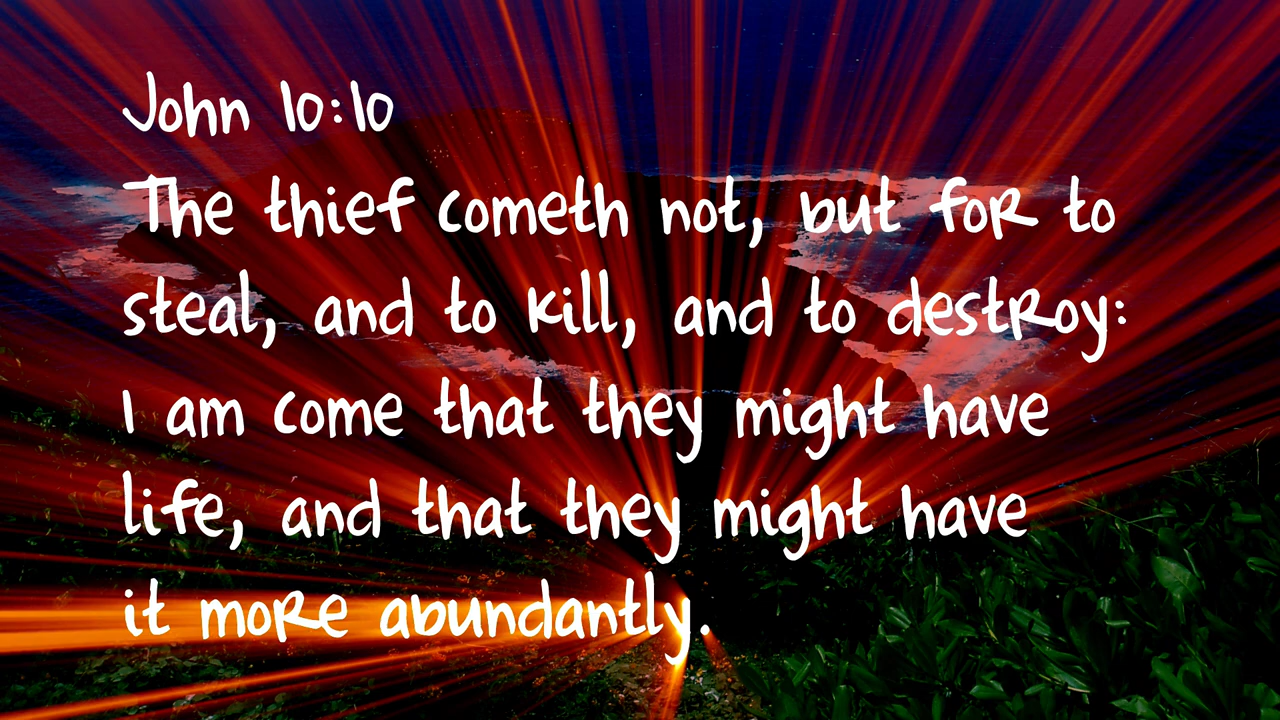 John 10:10
The thief cometh not, but for to
steal, and to kill, and to destroy:
I am come that they might have
life, and that they might have
it more abundantly.